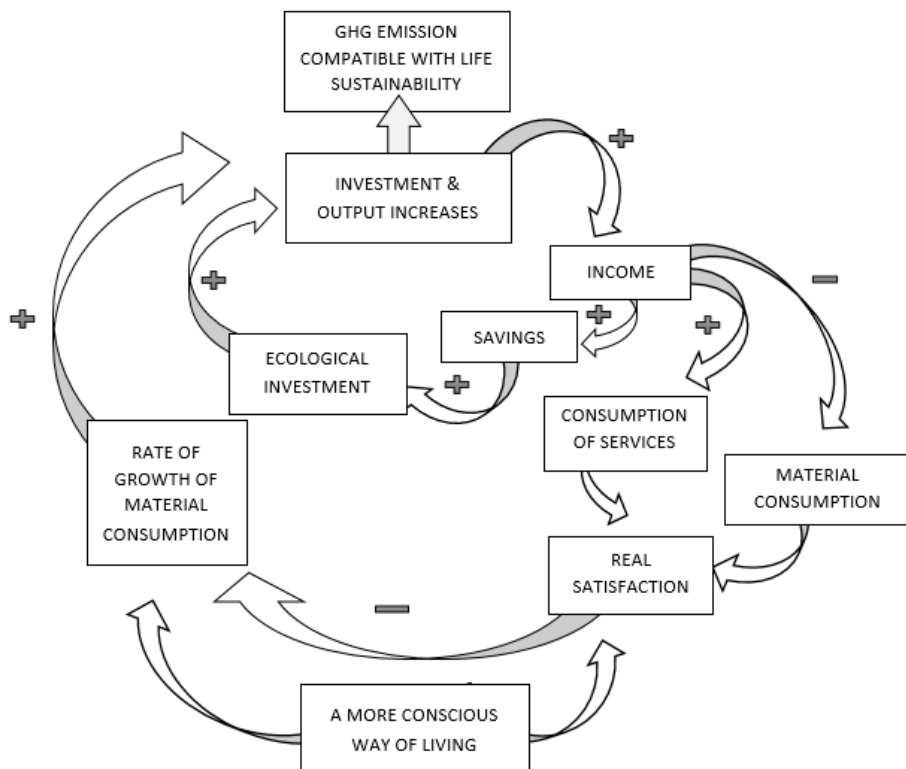 GHG EMISSION
COMPATIBLE WITH LIFE
SUSTAINABILITY
+
INVESTMENT &
OUTPUT INCREASES
INCOME
−
+
+
+
+
SAVINGS
ECOLOGICAL
INVESTMENT
+
CONSUMPTION
OF SERVICES
RATE OF
GROWTH OF
MATERIAL
CONSUMPTION
MATERIAL
CONSUMPTION
REAL
SATISFACTION
−
A MORE CONSCIOUS
WAY OF LIVING